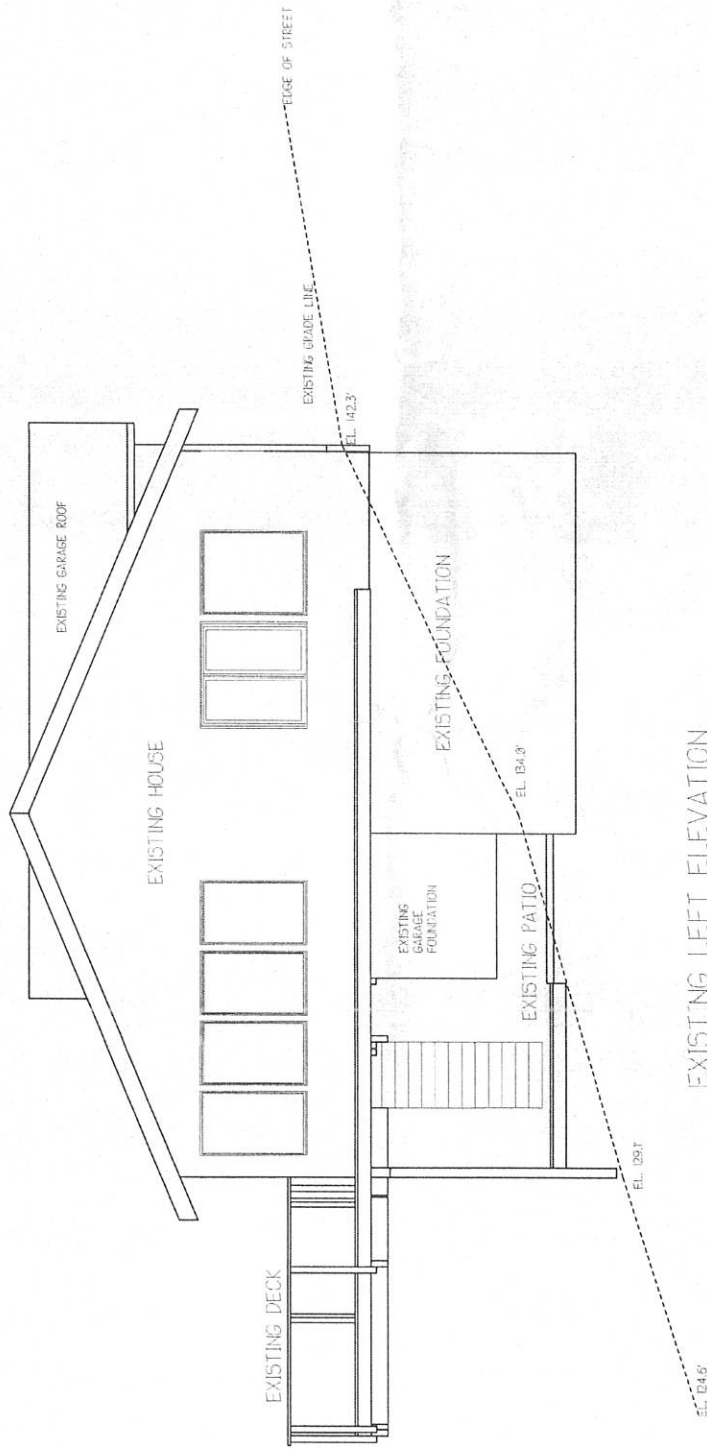 EXISTING GARAGE ROOF
EXISTING HOUSE
EXISTING DECK
EDGE OF STREET
EXISTING GRADE LINE
EL. 142.3'
EXISTING FOUNDATION
EXISTING
GARAGE
FOUNDATION
EL. 134.0'
EXISTING PATIO
EL. 129.1'
EL. 124.6'
EXISTING LEFT ELEVATION